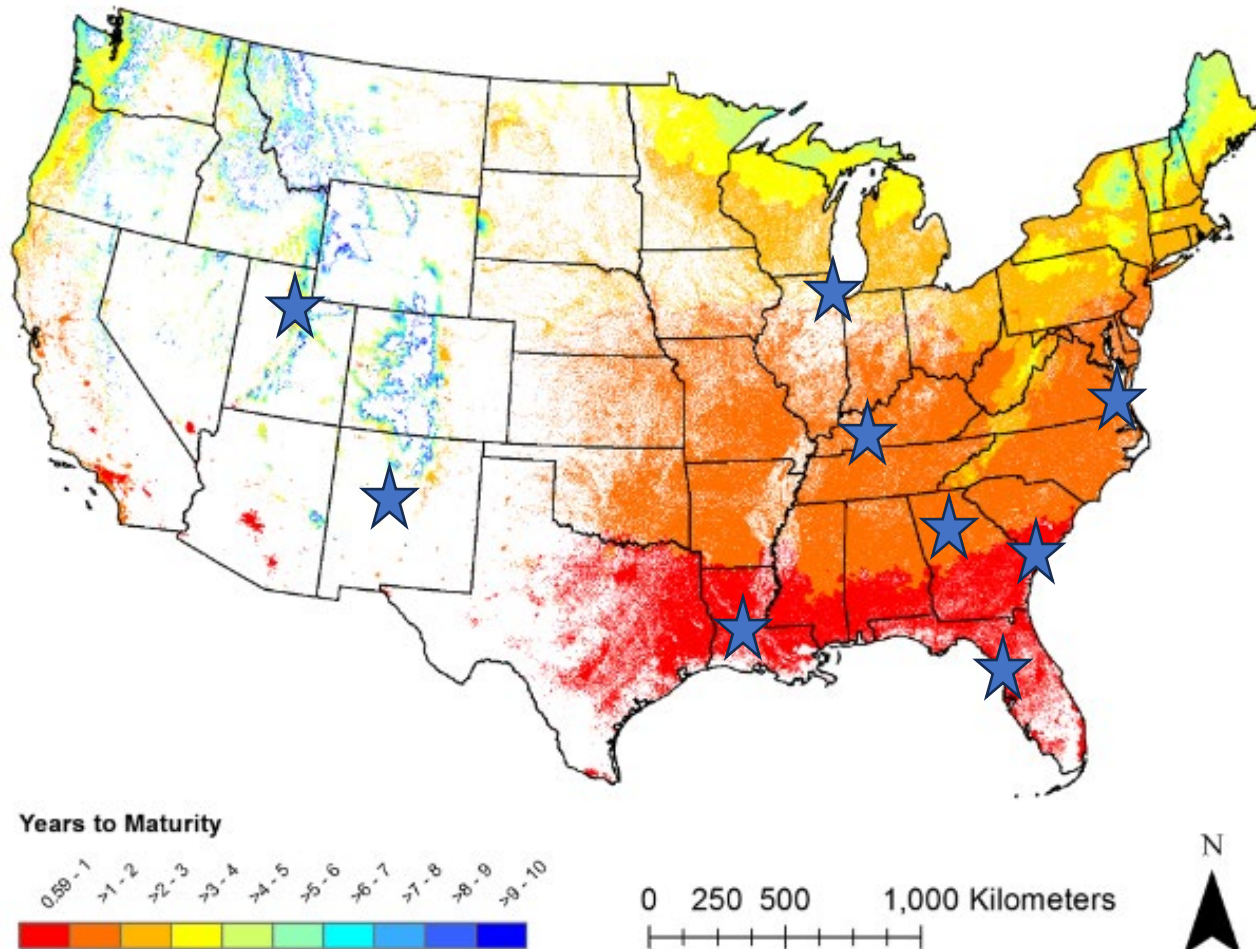 Years to Maturity
0.59 - 1
>1 - 2
>2 - 3
>3 - 4
>4 - 5
>5 - 6
>6 - 7
>7 - 8
>8 - 9
>9 - 10
0 250 500 1,000 Kilometers
N